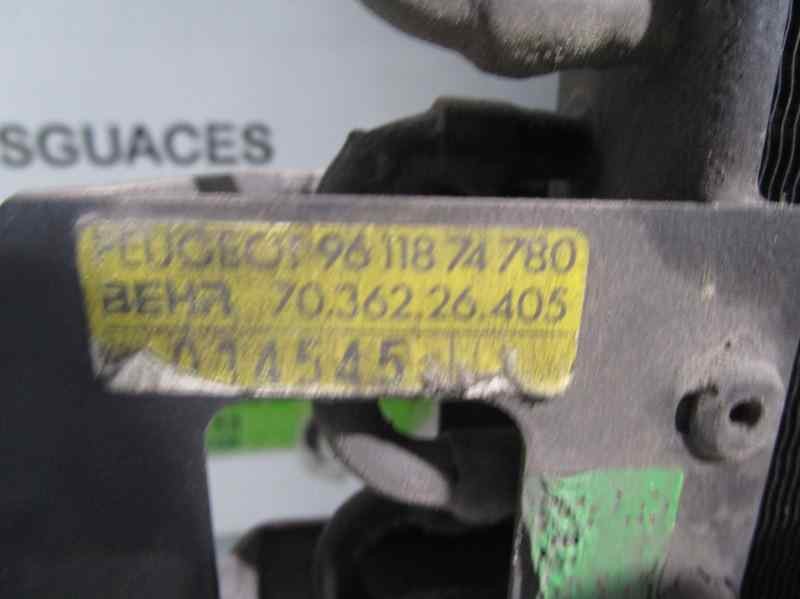 SGUACES
PEUGEOT 96 118 74 780
BEHR 70.362.26.405
014545